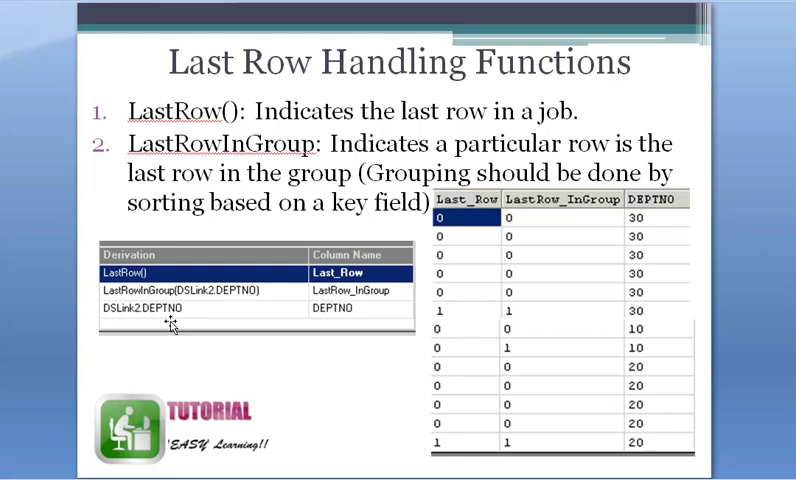 Last Row Handling Functions
1. LastRow(): Indicates the last row in a job.
2. LastRowInGroup: Indicates a particular row is the
last row in the group (Grouping should be done by
sorting based on a key field)
Derivation Column Name
LastRow() Last_Row
LastRowInGroup(DSLink2.DEPTNO) LastRow_InGroup
DSLink2.DEPTNO DEPTNO
Last_Row LastRow_InGroup DEPTNO
0 0 30
0 0 30
0 0 30
0 0 30
0 0 30
1 1 30
0 0 10
0 1 10
0 0 20
0 0 20
0 0 20
0 0 20
1 1 20
TUTORIAL
'EASY Learning!!